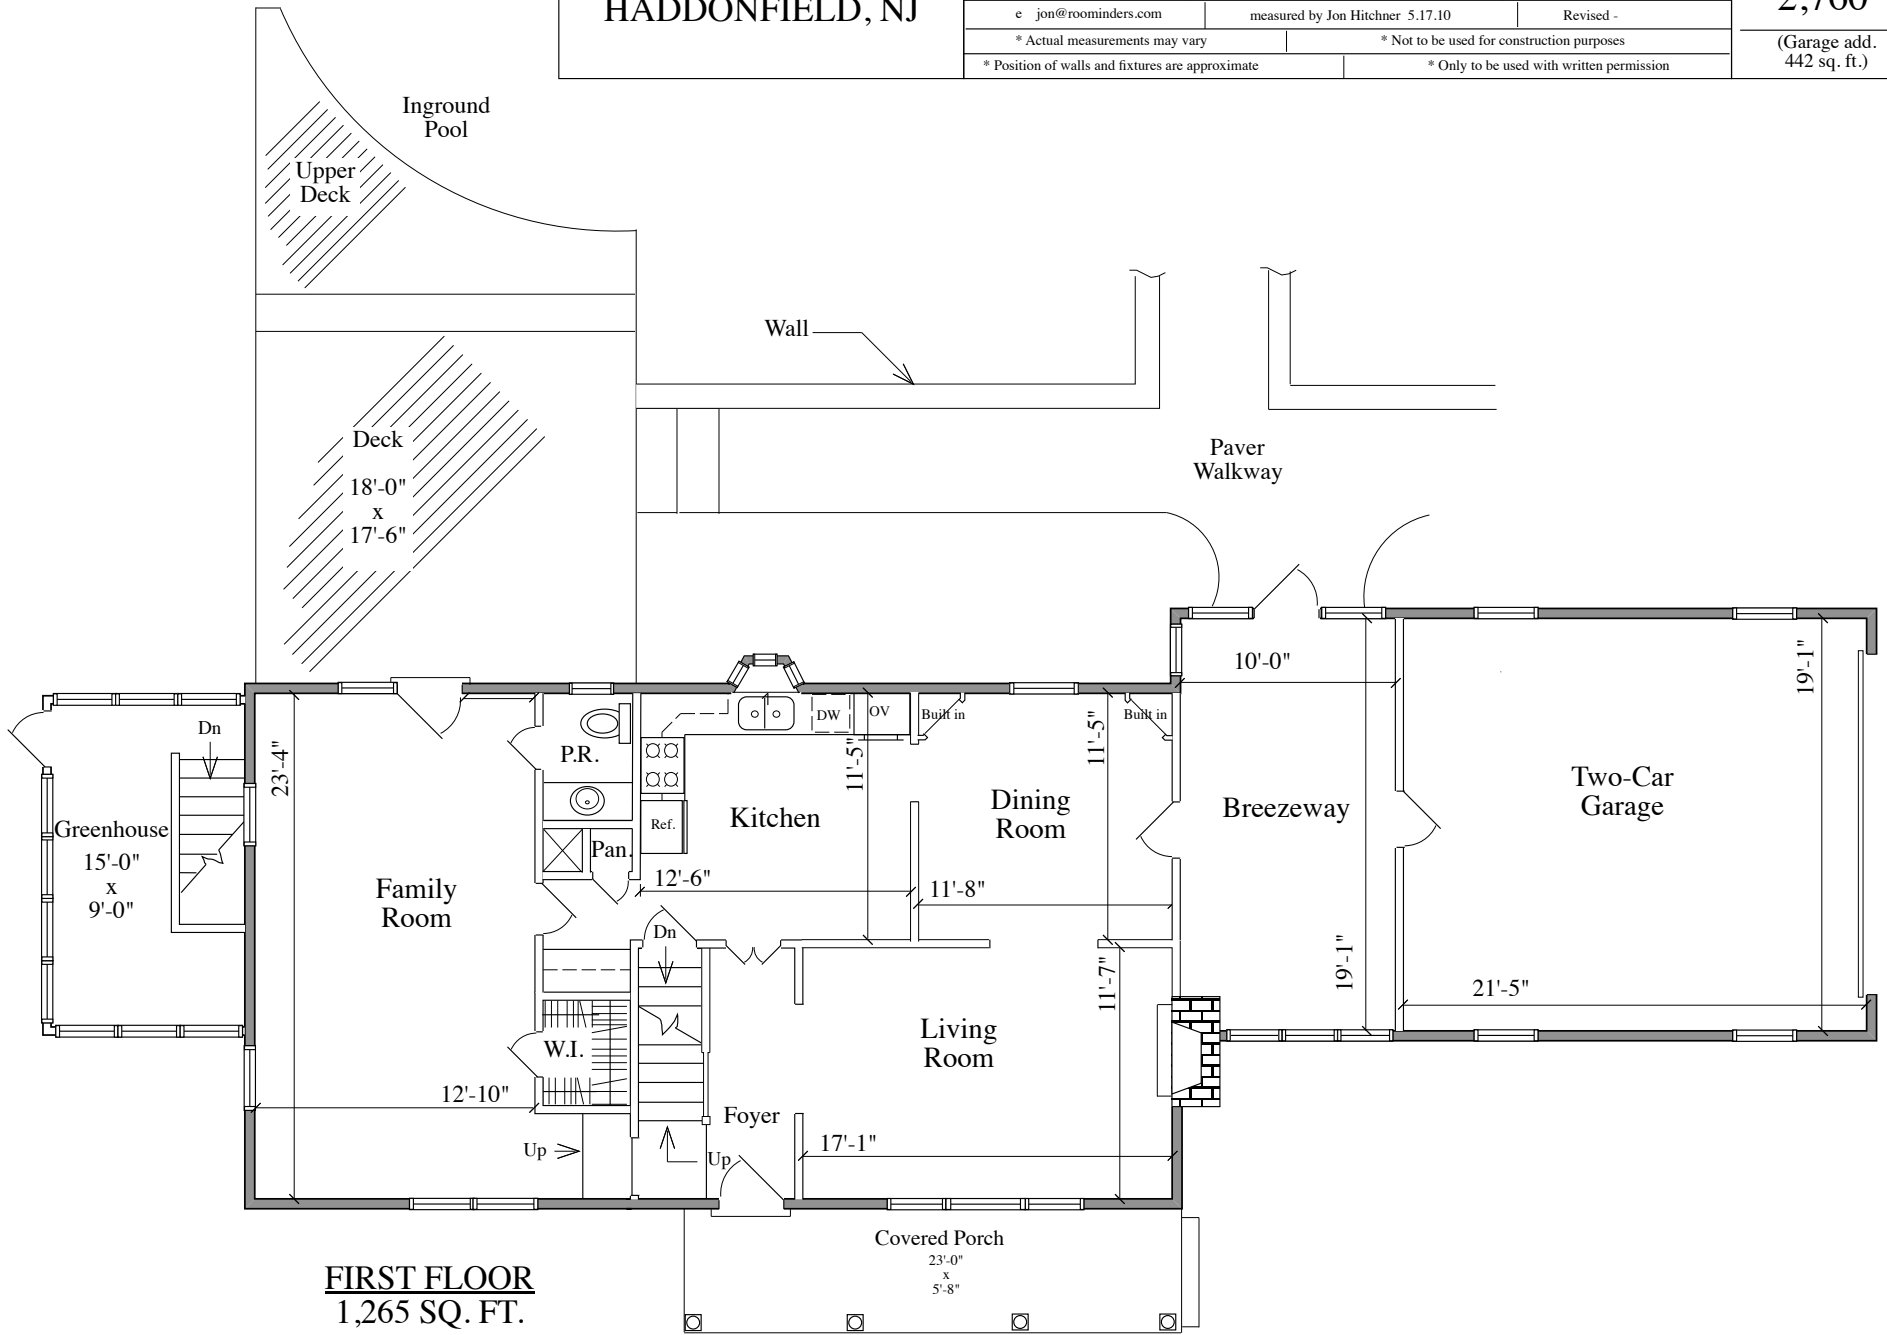 HADDONFIELD, NJ
e jon@roominders.com
measured by Jon Hitchner 5.17.10
Revised -
* Actual measurements may vary
* Not to be used for construction purposes
* Position of walls and fixtures are approximate
* Only to be used with written permission
2,760
(Garage add.
442 sq. ft.)
Inground
Pool
Upper
Deck
Wall
Deck
18'-0"
x
17'-6"
Paver
Walkway
10'-0"
19'-1"
Dn
23'-4"
P.R.
DW
OV
Built in
Built in
11'-5"
11'-5"
Greenhouse
15'-0"
x
9'-0"
Ref.
Kitchen
Dining
Room
Breezeway
Two-Car
Garage
Pan.
Family
Room
12'-6"
11'-8"
Dn
11'-7"
19'-1"
21'-5"
W.I.
Living
Room
12'-10"
Foyer
Up
Up
17'-1"
Covered Porch
23'-0"
x
5'-8"
FIRST FLOOR
1,265 SQ. FT.